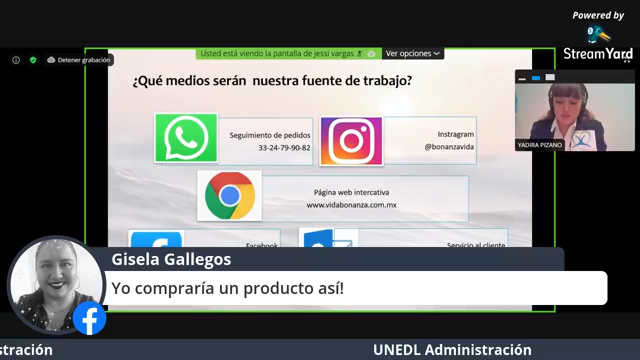 Powered by
StreamYard
Usted está viendo la pantalla de jessi vargas
Ver opciones
Detener grabación
¿Qué medios serán nuestra fuente de trabajo?
Seguimiento de pedidos
33-24-79-90-82
Instagram
@bonanzavida
YADIRA PIZANO
Página web intercativa
www.vidabonanza.com.mx
Facebook
Servicio al cliente
Gisela Gallegos
Yo compraría un producto así!
stración
UNEDL Administración